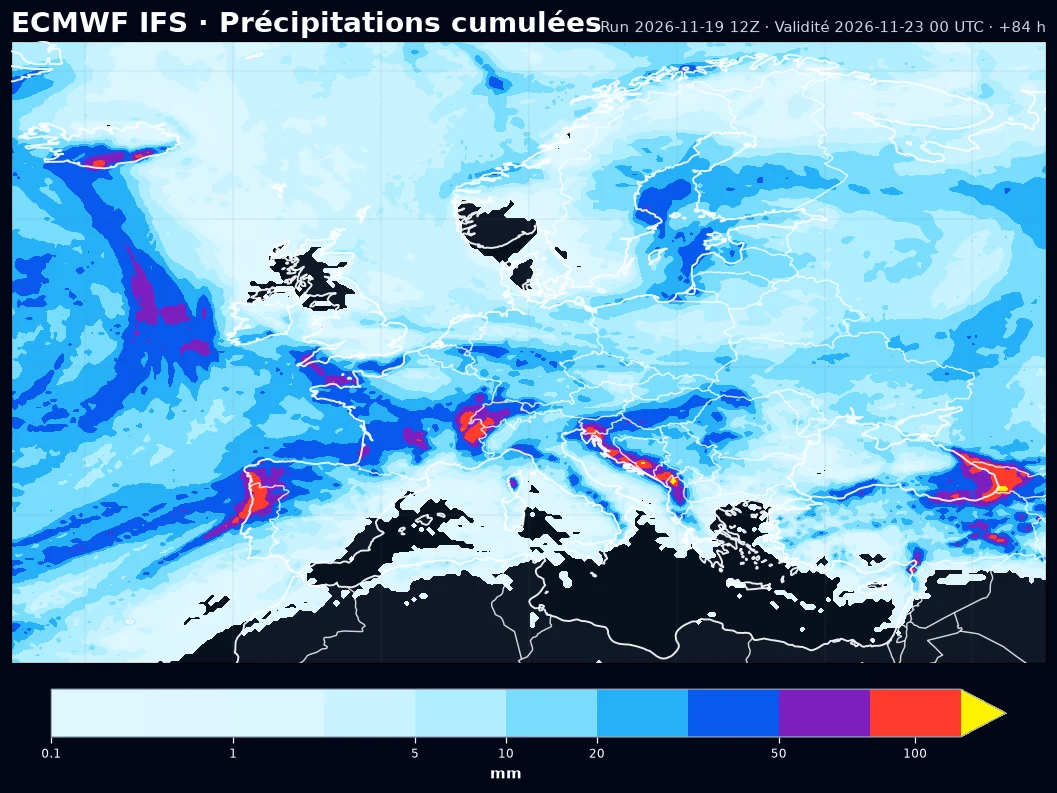 ECMWF IFS · Précipitations cumulées
Run 2026-11-19 12Z · Validité 2026-11-23 00 UTC · +84 h
0.1 1 5 10 20 50 100
mm